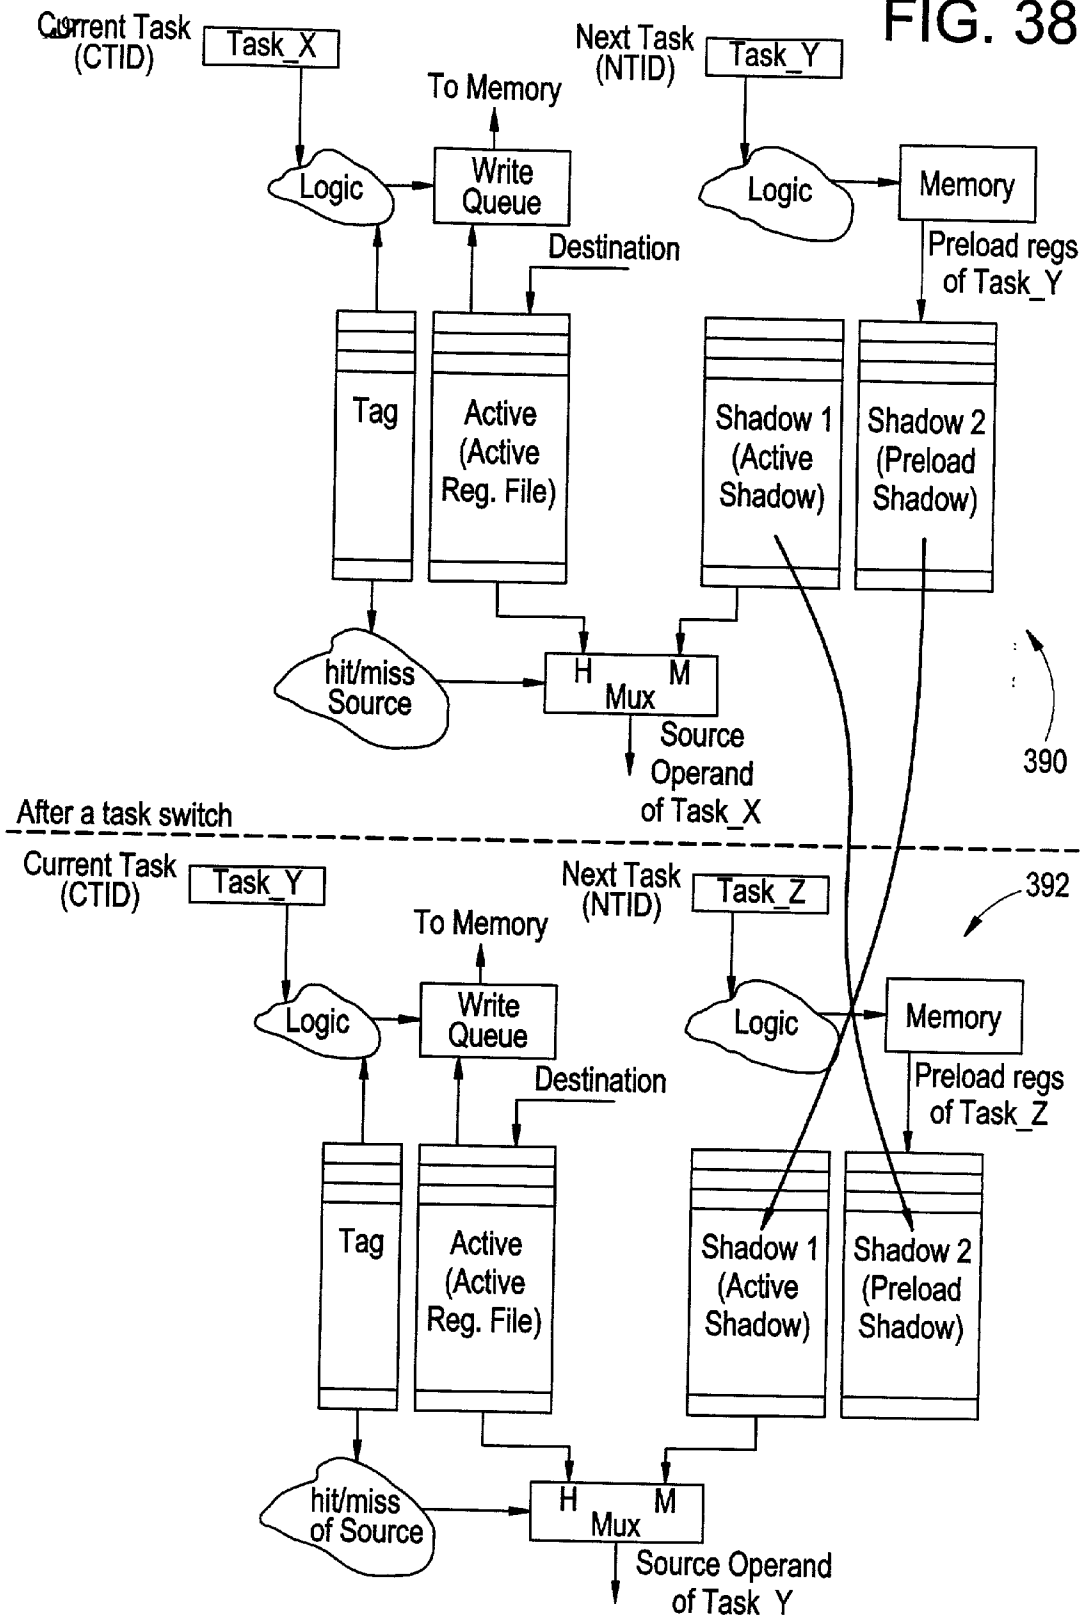 FIG. 38
Current Task
(CTID)
Task_X
Next Task
(NTID)
Task_Y
To Memory
Logic
Write
Queue
Logic
Memory
Destination
Preload regs
of Task_Y
Tag
Active
(Active
Reg. File)
Shadow 1
(Active
Shadow)
Shadow 2
(Preload
Shadow)
hit/miss
Source
H
M
Mux
Source
Operand
of Task_X
390
After a task switch
Current Task
(CTID)
Task_Y
Next Task
(NTID)
Task_Z
392
To Memory
Logic
Write
Queue
Logic
Memory
Destination
Preload regs
of Task_Z
Tag
Active
(Active
Reg. File)
Shadow 1
(Active
Shadow)
Shadow 2
(Preload
Shadow)
hit/miss
of Source
H
M
Mux
Source Operand
of Task Y